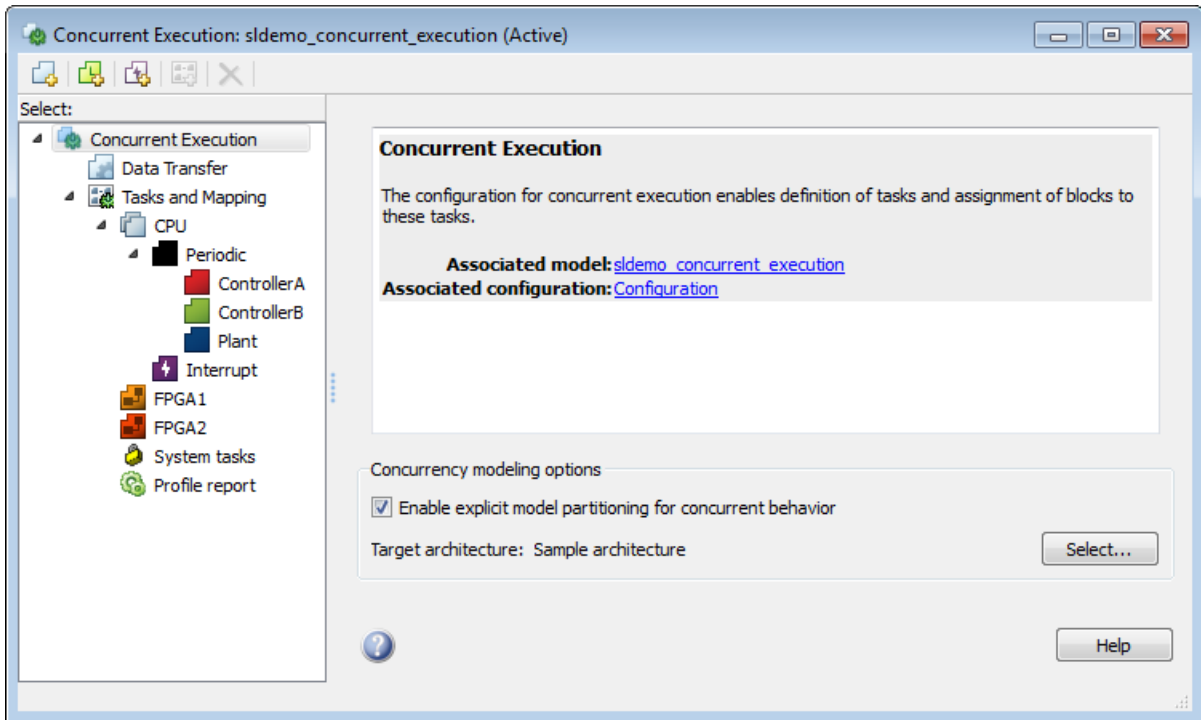 Concurrent Execution: sldemo_concurrent_execution (Active)
Select:
Concurrent Execution
Data Transfer
Tasks and Mapping
CPU
Periodic
ControllerA
ControllerB
Plant
Interrupt
FPGA1
FPGA2
System tasks
Profile report
Concurrent Execution
The configuration for concurrent execution enables definition of tasks and assignment of blocks to
these tasks.
Associated model: sldemo_concurrent_execution
Associated configuration: Configuration
Concurrency modeling options
Enable explicit model partitioning for concurrent behavior
Target architecture: Sample architecture
Select...
Help